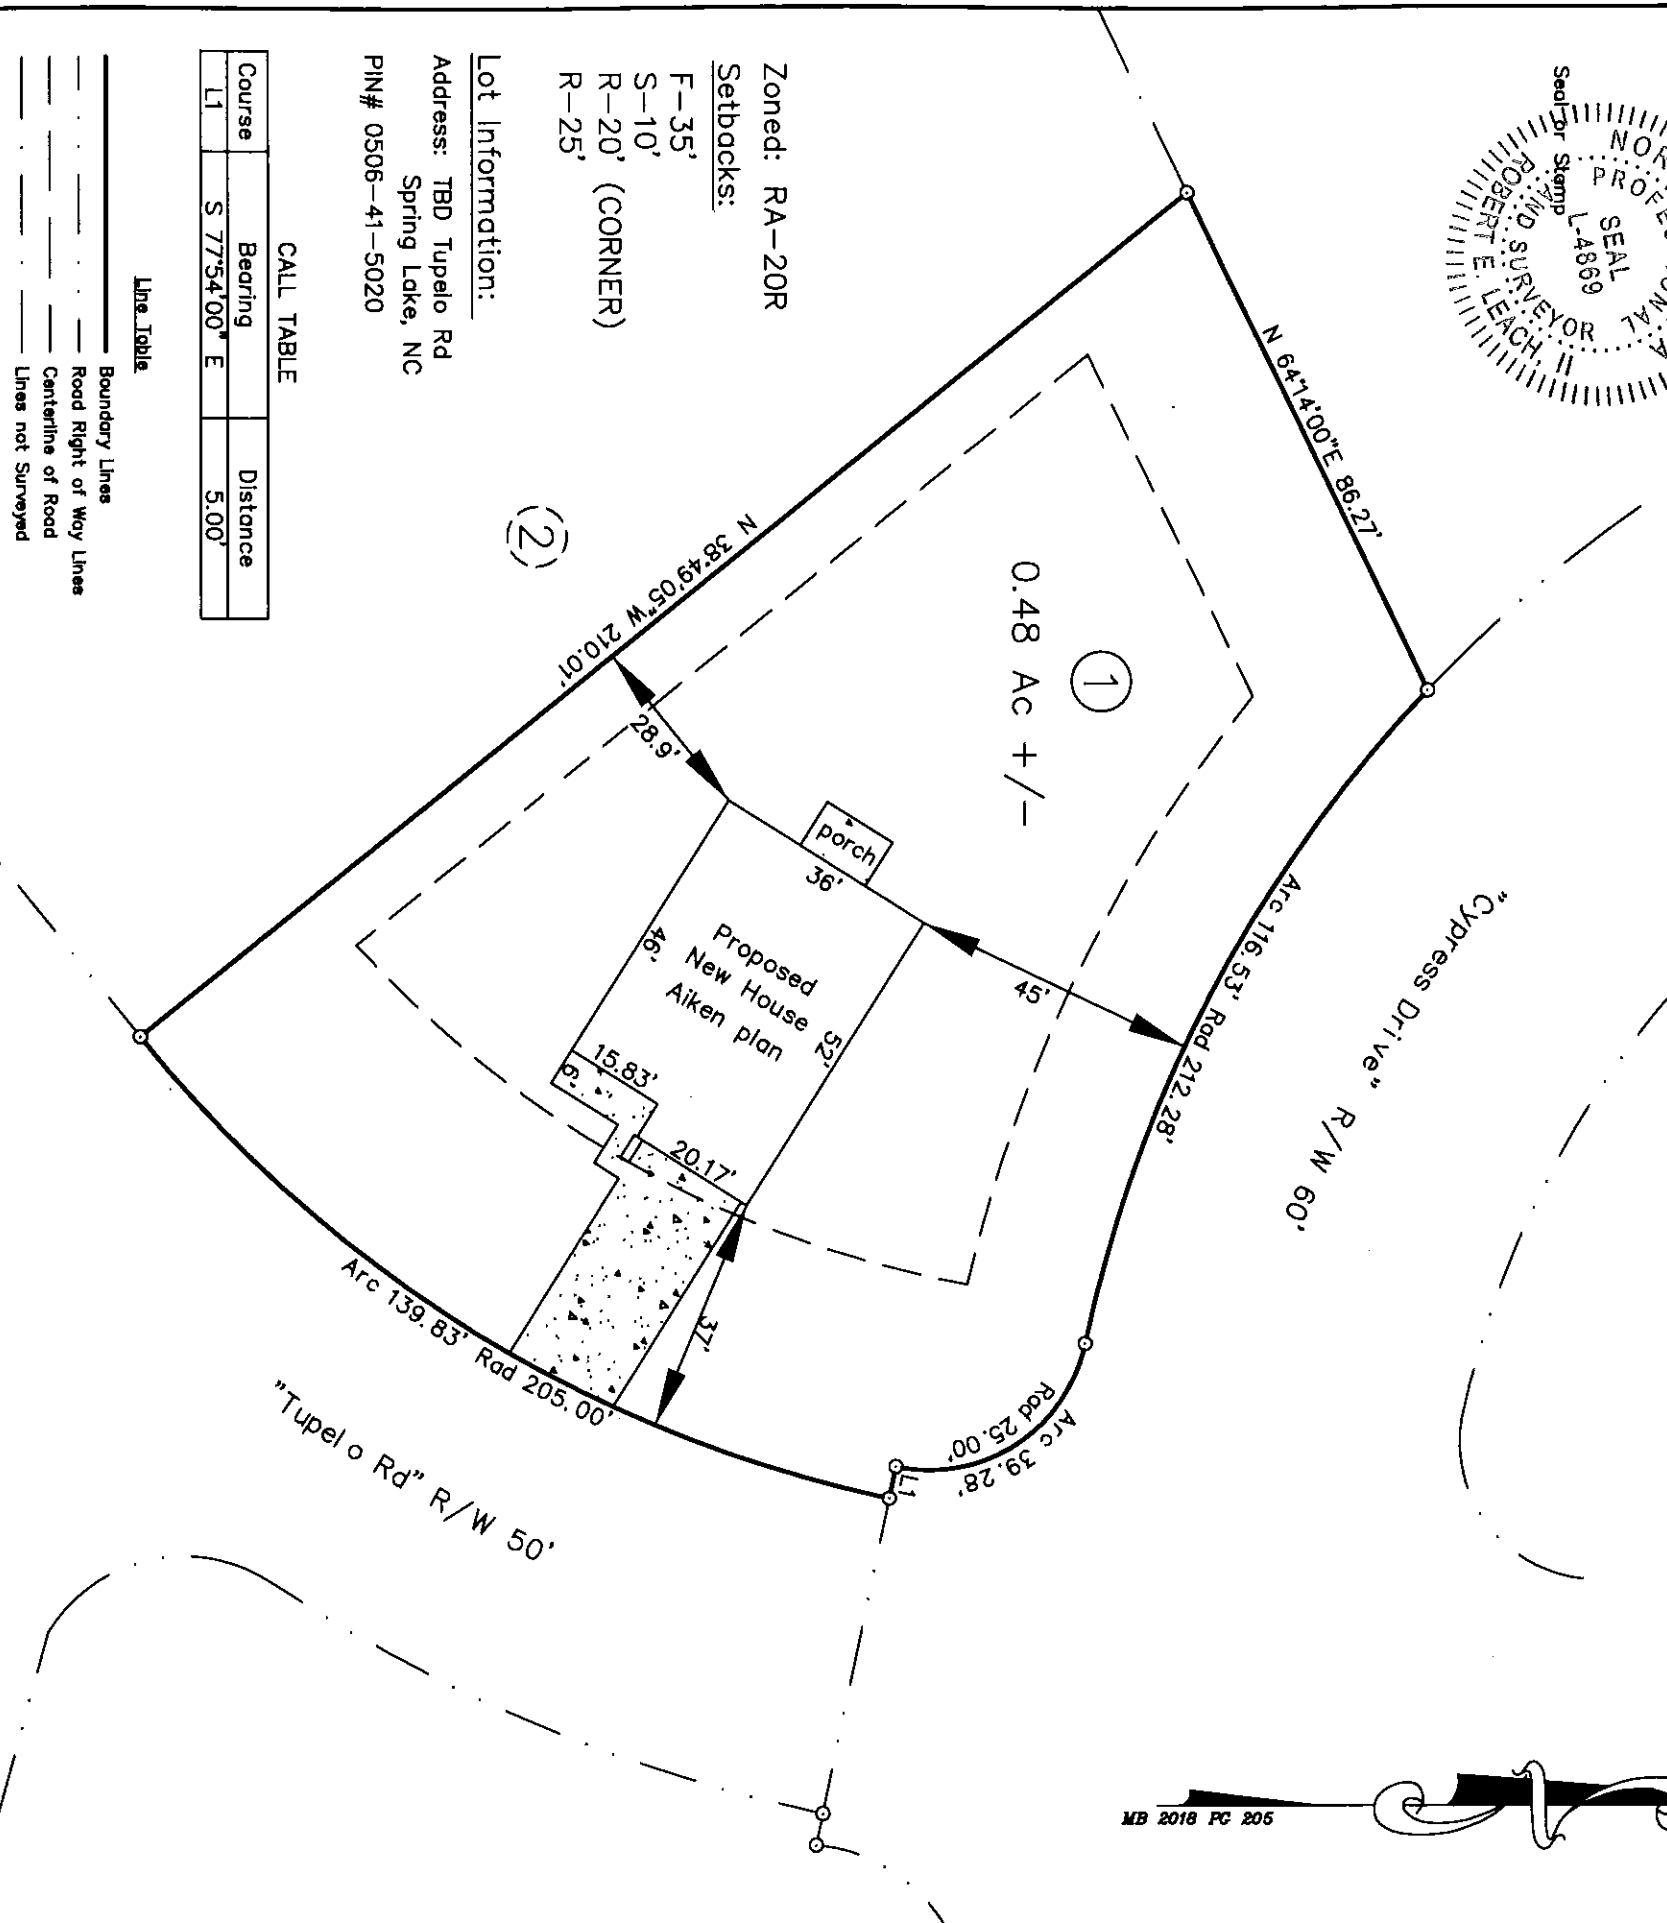 Seal or Stamp
SEAL
L-4869
SURVEYOR
ROBERT E. LEACH, II
Zoned: RA-20R
Setbacks:
F-35'
S-10'
R-20' (CORNER)
R-25'
Lot Information:
Address: TBD Tupelo Rd
Spring Lake, NC
PIN# 0506-41-5020
CALL TABLE
Course Bearing Distance
L1 S 77°54'00" E 5.00'
Line Table
Boundary Lines
Road Right of Way Lines
Centerline of Road
Lines not Surveyed
N 64°14'00"E 86.27'
N 38°49'05"W 210.01'
2
1
0.48 Ac +/-
28.9'
porch
36'
45'
Proposed
New House
Aiken plan
46'
52'
15.83'
6'
20.17'
37'
Arc 116.53' Rad 212.28'
"Cypress Drive" R/W 60'
Rad 25.00'
Arc 39.28'
L1
Arc 139.83' Rad 205.00'
"Tupelo Rd" R/W 50'
MB 2018 PG 205